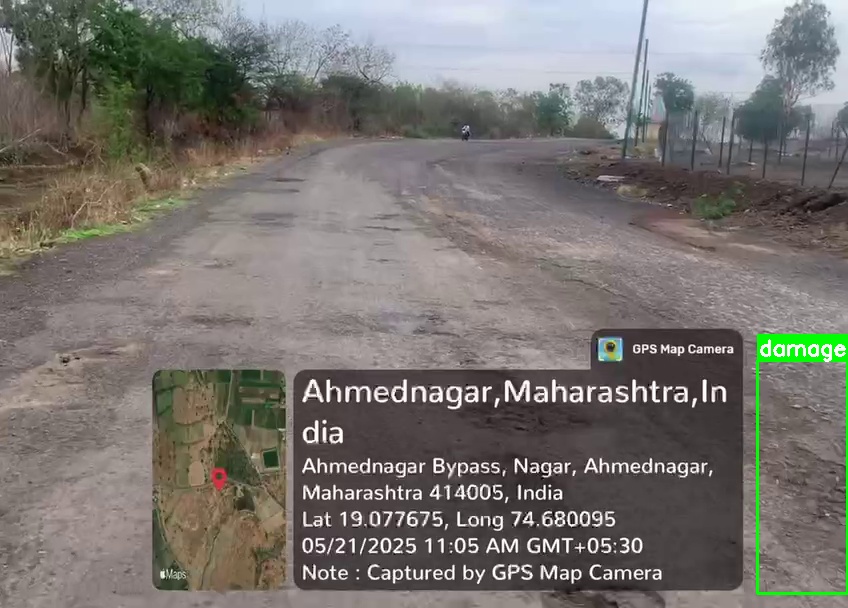 damage
GPS Map Camera
Ahmednagar,Maharashtra,In
dia
Ahmednagar Bypass, Nagar, Ahmednagar,
Maharashtra 414005, India
Lat 19.077675, Long 74.680095
05/21/2025 11:05 AM GMT+05:30
Note : Captured by GPS Map Camera
Maps